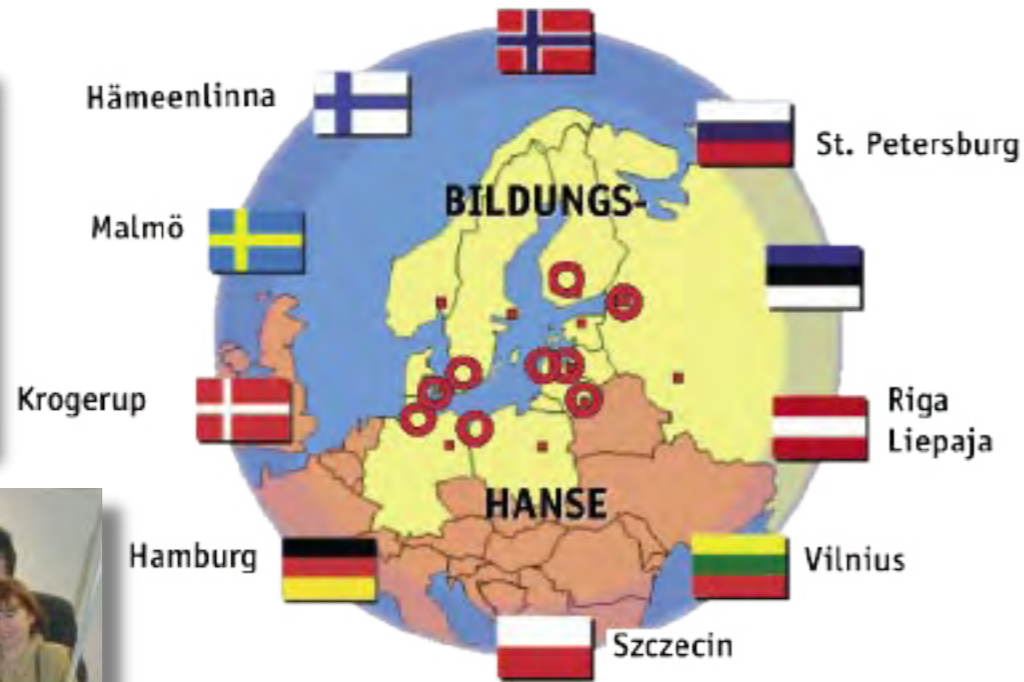 Hämeenlinna
St. Petersburg
BILDUNGS-
Malmö
Krogerup
Riga
Liepaja
HANSE
Hamburg
Vilnius
Szczecin